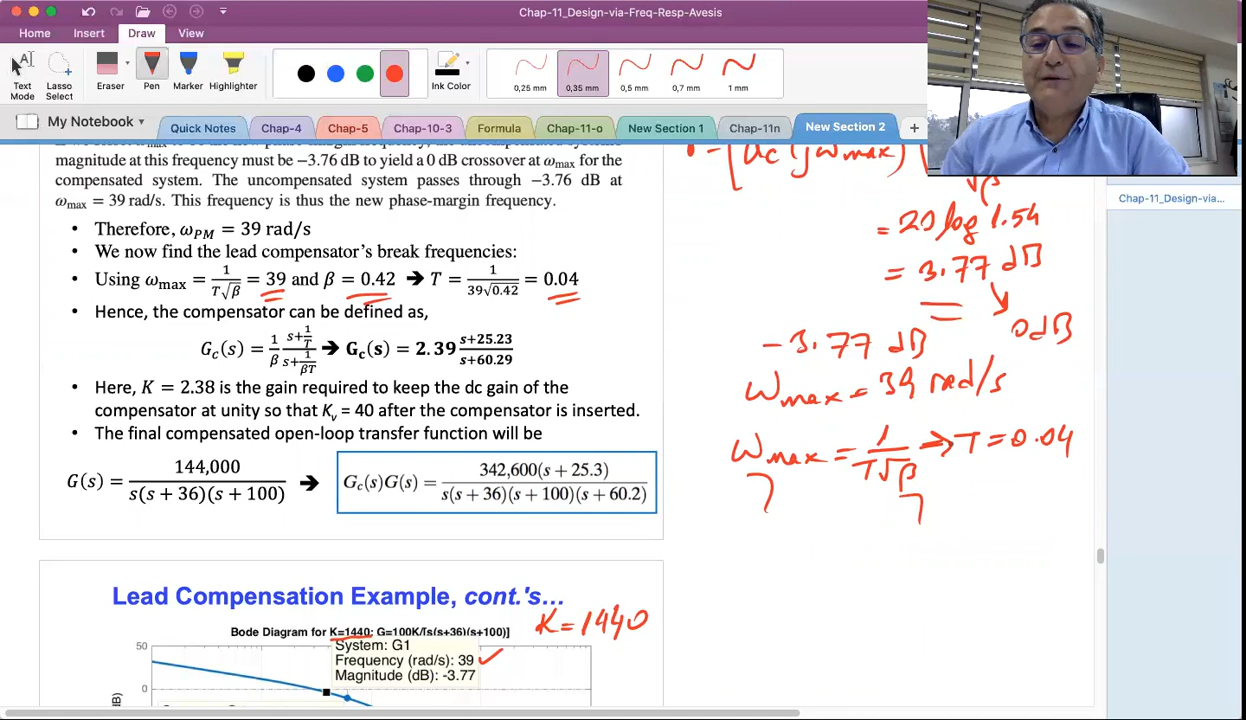 Chap-11_Design-via-Freq-Resp-Avesis
Home Insert Draw View
Text Mode Lasso Select Eraser Pen Marker Highlighter Ink Color 0,25 mm 0,35 mm 0,5 mm 0,7 mm 1 mm
My Notebook Quick Notes Chap-4 Chap-5 Chap-10-3 Formula Chap-11-o New Section 1 Chap-11n New Section 2 +
magnitude at this frequency must be −3.76 dB to yield a 0 dB crossover at ωmax for the
compensated system. The uncompensated system passes through −3.76 dB at
ωmax = 39 rad/s. This frequency is thus the new phase-margin frequency.
• Therefore, ωPM = 39 rad/s
• We now find the lead compensator's break frequencies:
• Using ωmax = 1/(T√β) = 39 and β = 0.42 ➔ T = 1/(39√0.42) = 0.04
• Hence, the compensator can be defined as,
Gc(s) = (1/β) (s+1/T)/(s+1/(βT)) ➔ Gc(s) = 2.39 (s+25.23)/(s+60.29)
• Here, K = 2.38 is the gain required to keep the dc gain of the
compensator at unity so that Kv = 40 after the compensator is inserted.
• The final compensated open-loop transfer function will be
G(s) = 144,000/(s(s + 36)(s + 100)) ➔ Gc(s)G(s) = 342,600(s + 25.3)/(s(s + 36)(s + 100)(s + 60.2))
Lead Compensation Example, cont.'s…
K=1440
Bode Diagram for K=1440; G=100K/[s(s+36)(s+100)]
System: G1
Frequency (rad/s): 39
Magnitude (dB): -3.77
50
0
(dB)
(jωmax)
√β
= 20 log 1.54
= 3.77 dB
0dB
-3.77 dB
ωmax = 39 rad/s
ωmax = 1/(T√β) → T = 0.04
Chap-11_Design-via...